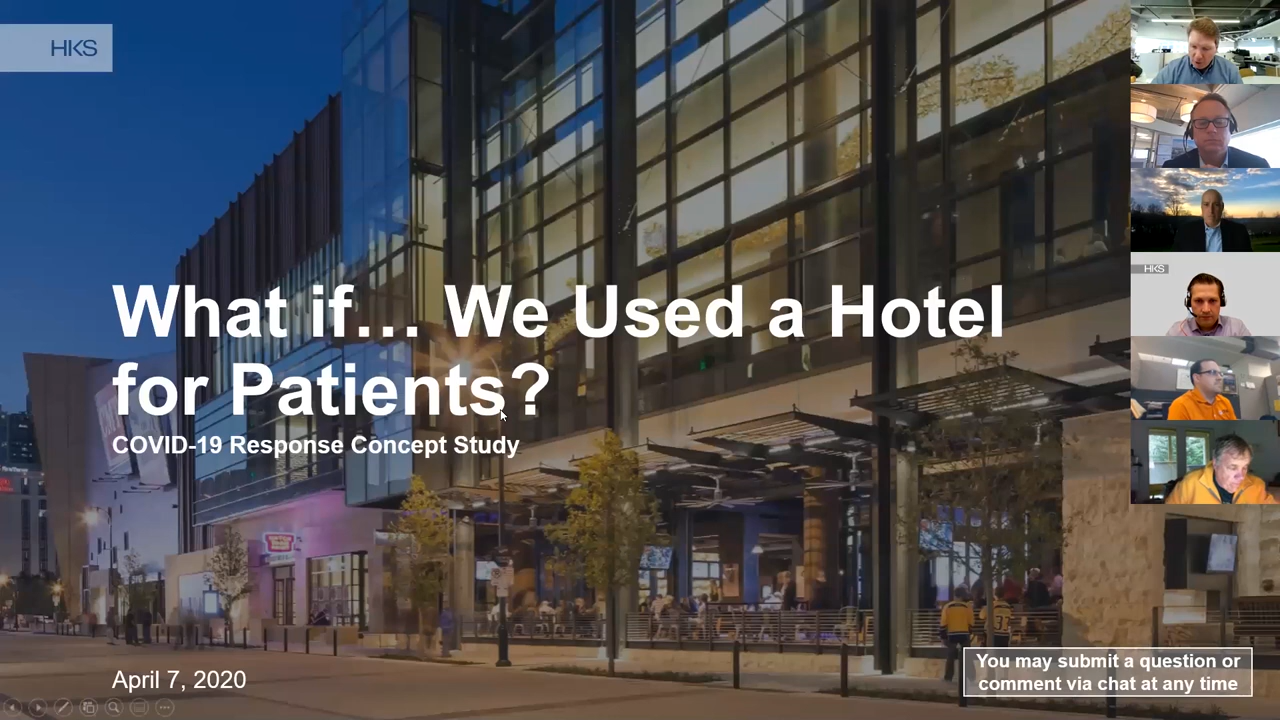 HKS
What if… We Used a Hotel
for Patients?
COVID-19 Response Concept Study
April 7, 2020
You may submit a question or
comment via chat at any time
HKS